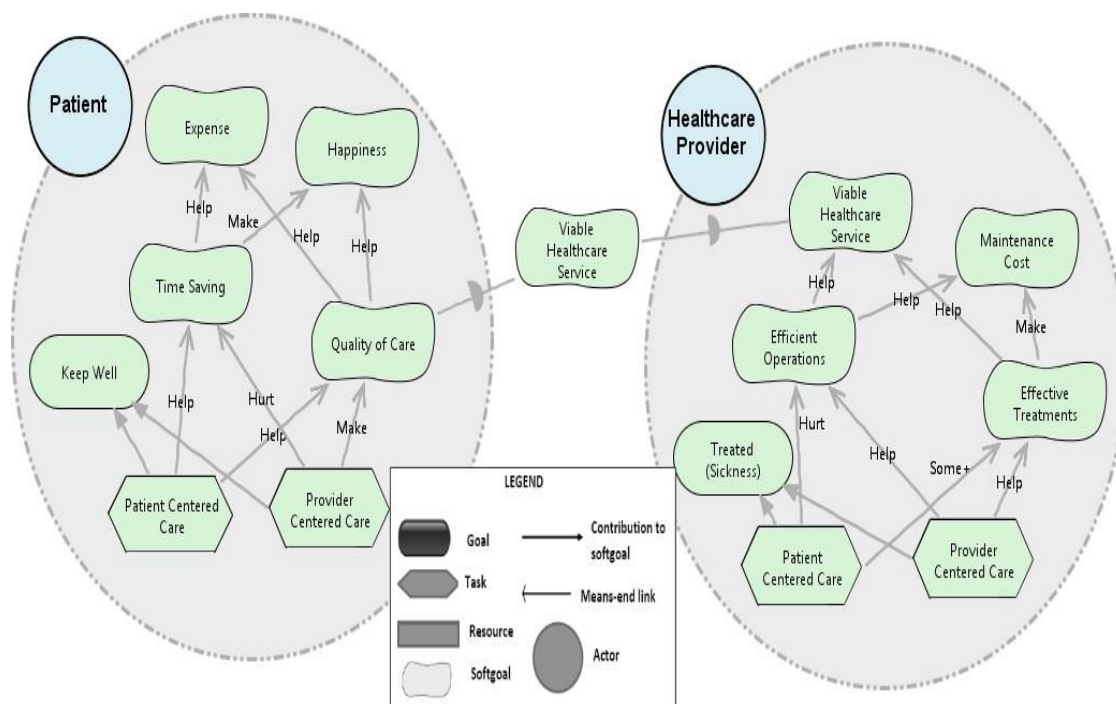 Patient
Expense
Happiness
Help
Make
Help
Help
Time Saving
Quality of Care
Keep Well
Help
Hurt
Help
Make
Patient Centered
Care
Provider
Centered Care
Viable
Healthcare
Service
Healthcare
Provider
Viable
Healthcare
Service
Maintenance
Cost
Help
Help
Help
Make
Efficient
Operations
Effective
Treatments
Treated
(Sickness)
Hurt
Help
Some+
Help
Patient
Centered Care
Provider
Centered Care
LEGEND
Goal
Contribution to
softgoal
Task
Means-end link
Resource
Actor
Softgoal